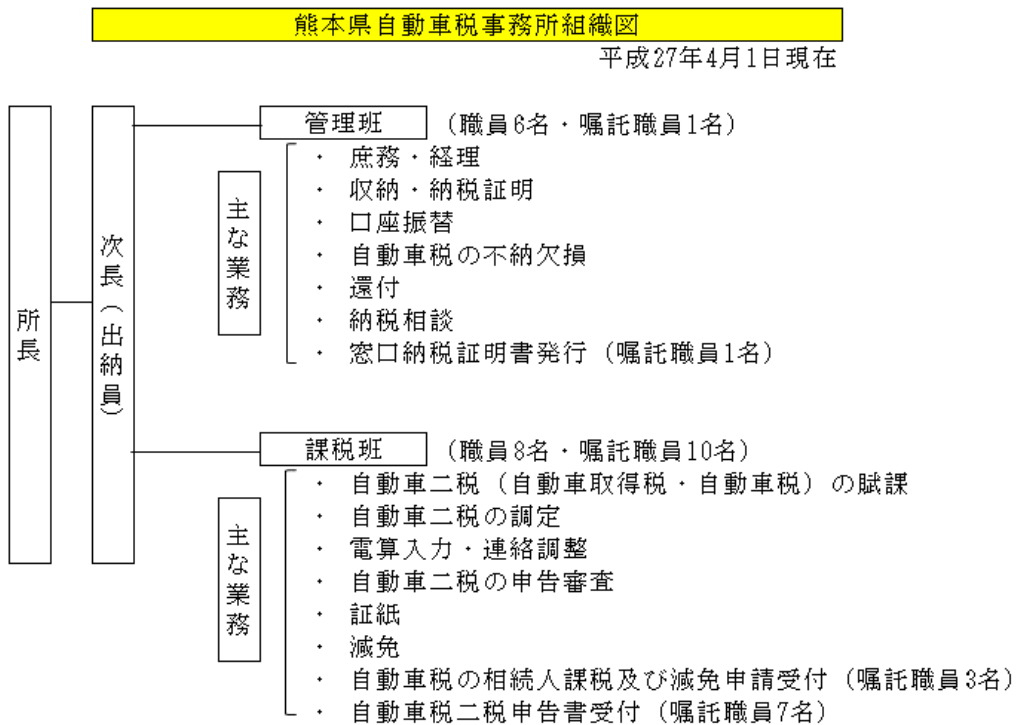 熊本県自動車税事務所組織図
平成27年4月1日現在
所長
次長(出納員)
管理班 (職員6名・嘱託職員1名)
主な業務
・ 庶務・経理
・ 収納・納税証明
・ 口座振替
・ 自動車税の不納欠損
・ 還付
・ 納税相談
・ 窓口納税証明書発行 (嘱託職員1名)
課税班 (職員8名・嘱託職員10名)
主な業務
・ 自動車二税 (自動車取得税・自動車税) の賦課
・ 自動車二税の調定
・ 電算入力・連絡調整
・ 自動車二税の申告審査
・ 証紙
・ 減免
・ 自動車税の相続人課税及び減免申請受付 (嘱託職員3名)
・ 自動車税二税申告書受付 (嘱託職員7名)